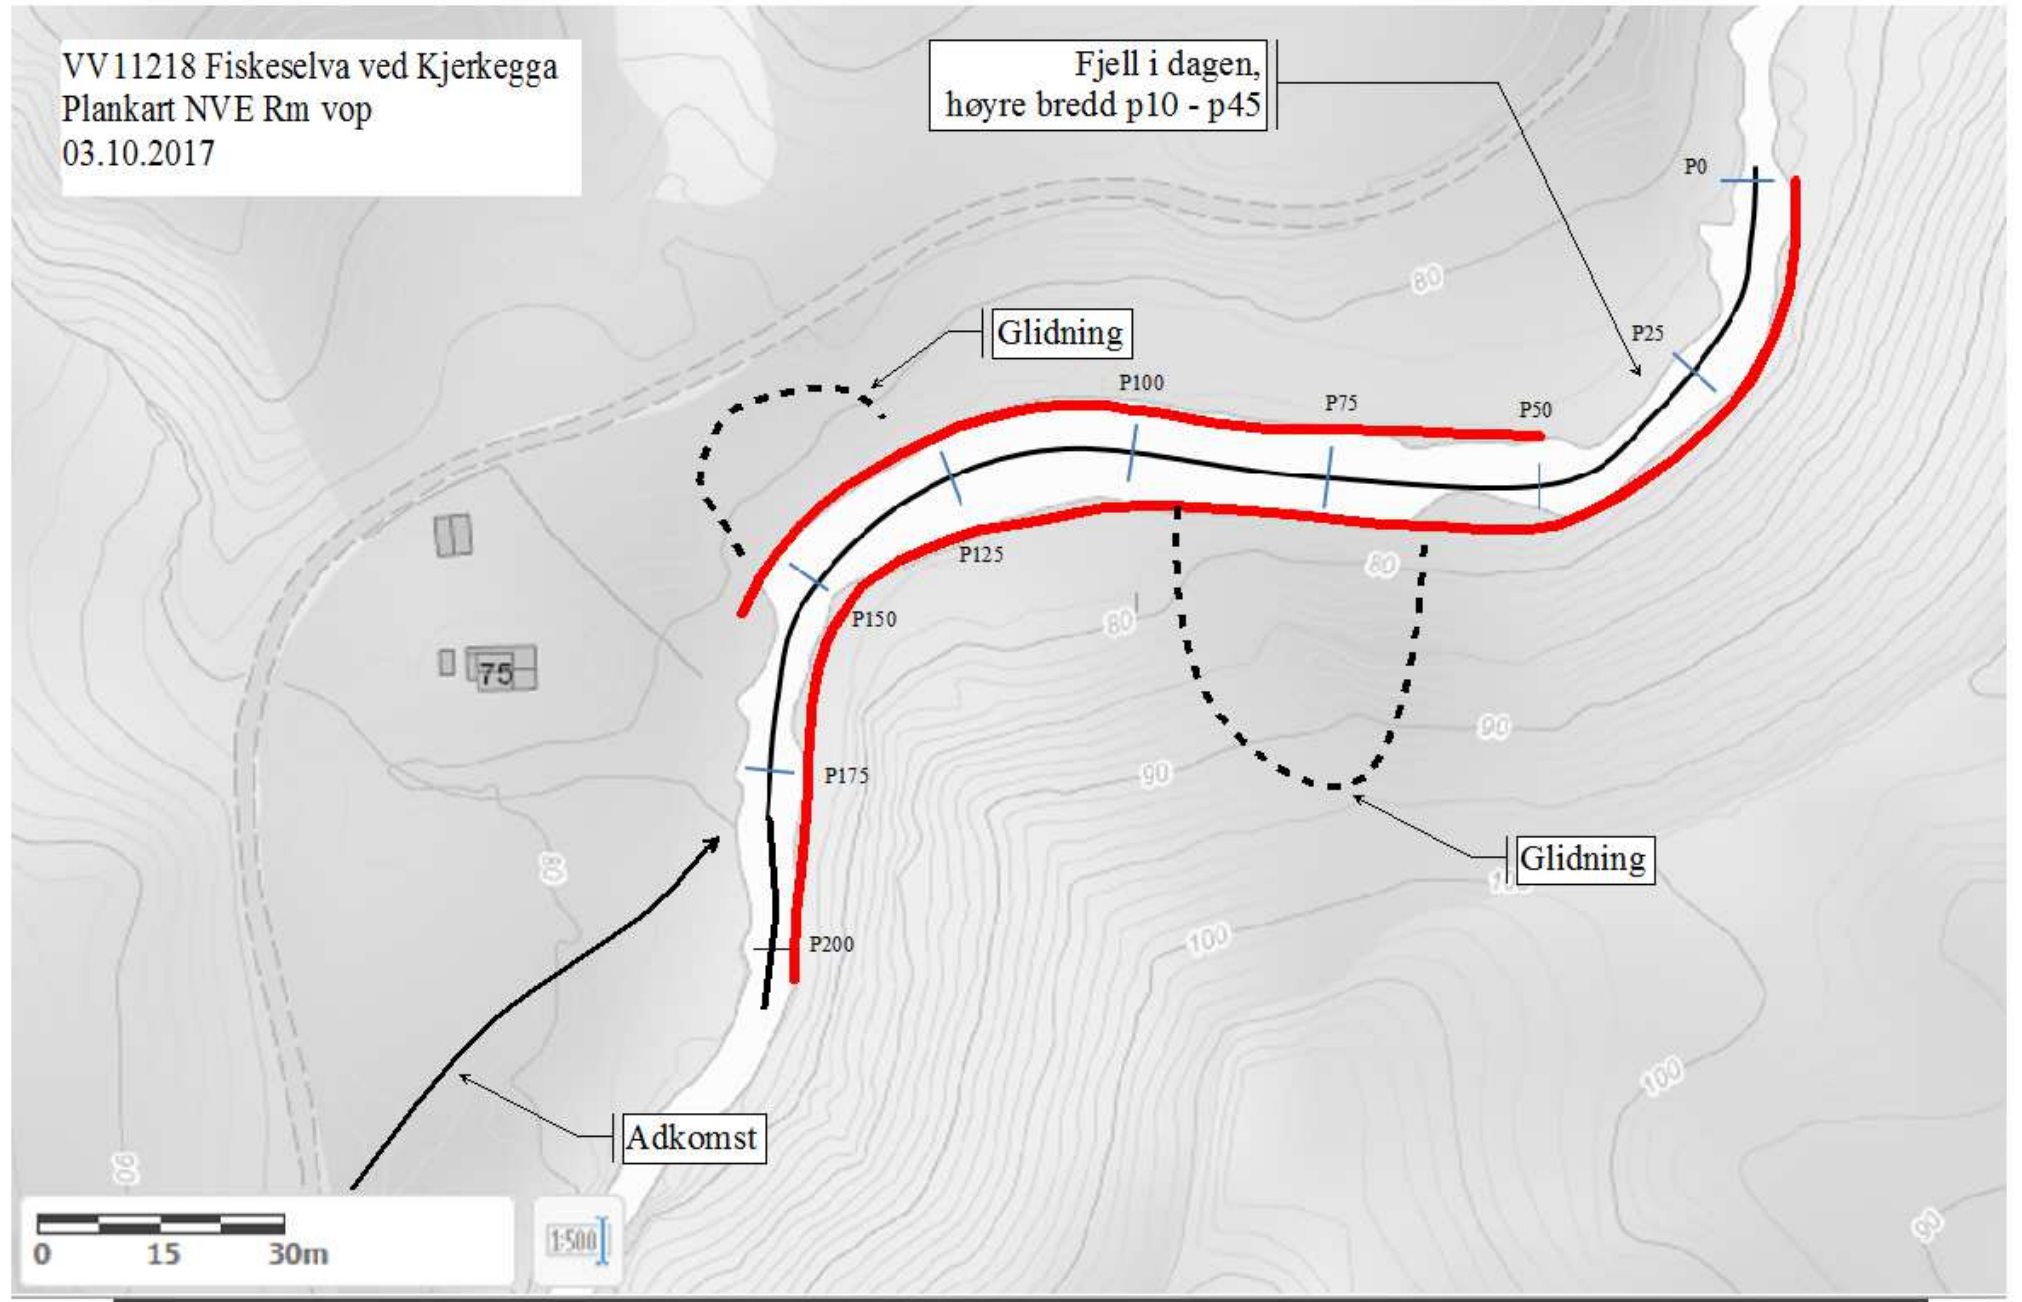 VV11218 Fiskeselva ved Kjerkegga
Plankart NVE Rm vop
03.10.2017
Fjell i dagen,
høyre bredd p10 - p45
P0
80
Glidning
P25
P100
P75
P50
P125
80
P150
80
75
90
P175
90
Glidning
80
100
P200
100
Adkomst
90
90
0 15 30m
1:500